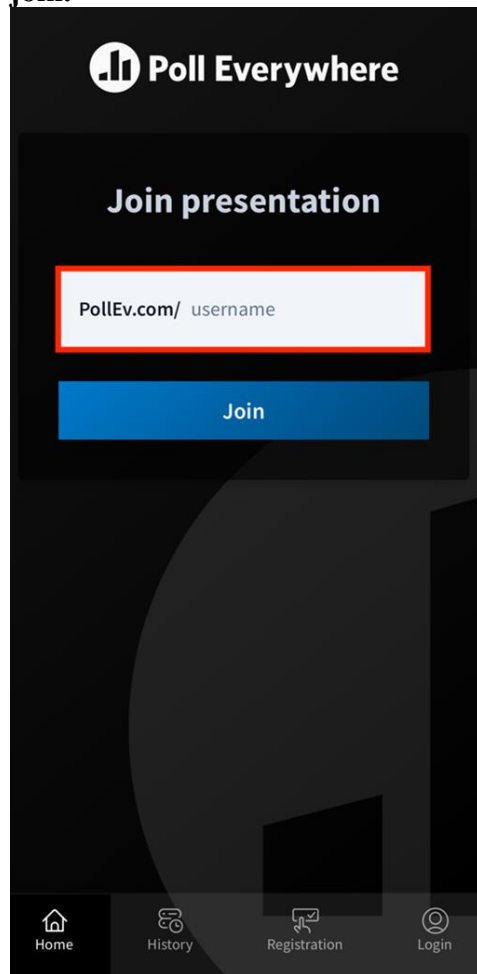 Poll Everywhere
Join presentation
PollEv.com/ username
Join
Home History Registration Login